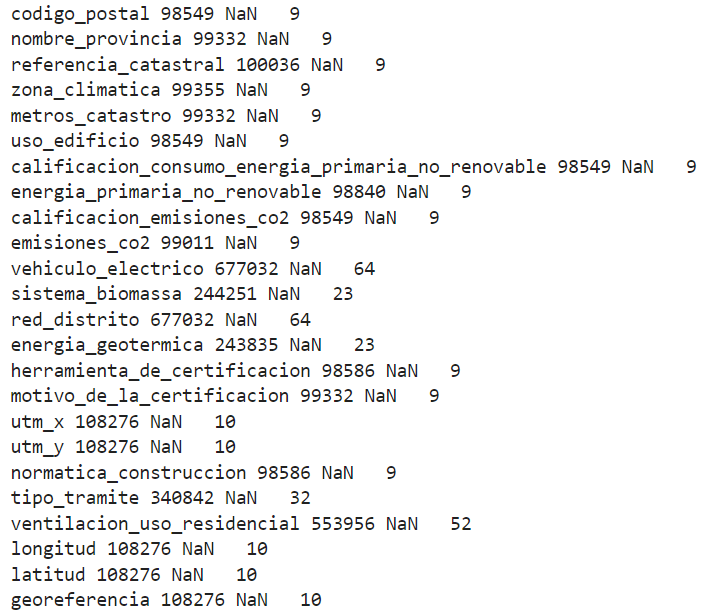 codigo_postal 98549 NaN   9
nombre_provincia 99332 NaN   9
referencia_catastral 100036 NaN   9
zona_climatica 99355 NaN   9
metros_catastro 99332 NaN   9
uso_edificio 98549 NaN   9
calificacion_consumo_energia_primaria_no_renovable 98549 NaN   9
energia_primaria_no_renovable 98840 NaN   9
calificacion_emisiones_co2 98549 NaN   9
emisiones_co2 99011 NaN   9
vehiculo_electrico 677032 NaN   64
sistema_biomassa 244251 NaN   23
red_distrito 677032 NaN   64
energia_geotermica 243835 NaN   23
herramienta_de_certificacion 98586 NaN   9
motivo_de_la_certificacion 99332 NaN   9
utm_x 108276 NaN   10
utm_y 108276 NaN   10
normatica_construccion 98586 NaN   9
tipo_tramite 340842 NaN   32
ventilacion_uso_residencial 553956 NaN   52
longitud 108276 NaN   10
latitud 108276 NaN   10
georeferencia 108276 NaN   10